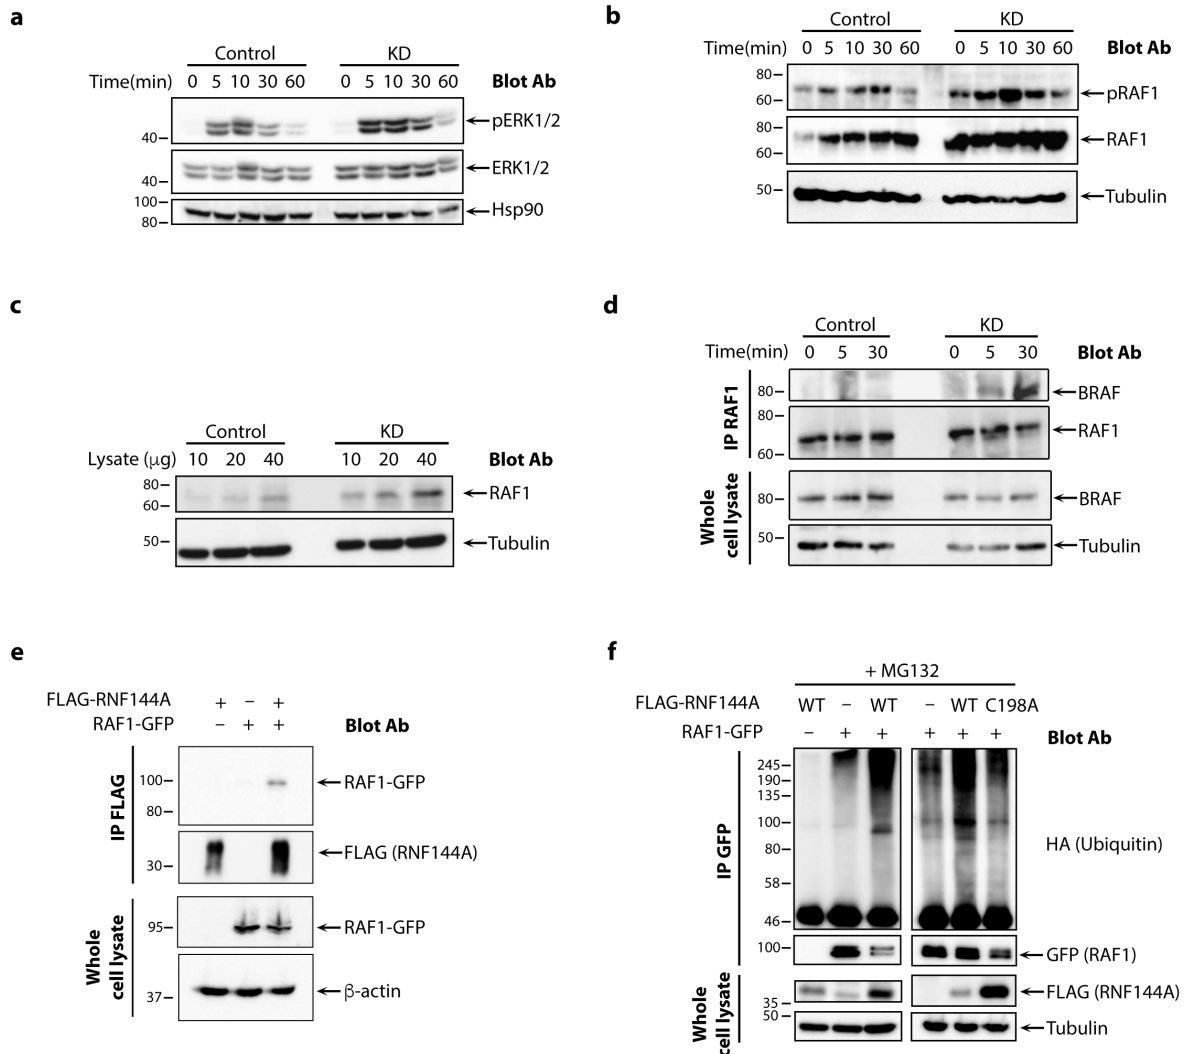 a
Control KD
Time(min) 0 5 10 30 60 0 5 10 30 60 Blot Ab
pERK1/2
40
ERK1/2
40
100
Hsp90
80
b
Control KD
Time(min) 0 5 10 30 60 0 5 10 30 60 Blot Ab
80
pRAF1
60
80
RAF1
60
50
Tubulin
c
Control KD
Lysate (μg) 10 20 40 10 20 40 Blot Ab
80
RAF1
60
50
Tubulin
d
Control KD
Time(min) 0 5 30 0 5 30 Blot Ab
IP RAF1
80
BRAF
80
RAF1
60
Whole
cell lysate
80
BRAF
50
Tubulin
e
FLAG-RNF144A + – +
RAF1-GFP – + + Blot Ab
IP FLAG
100
RAF1-GFP
80
FLAG (RNF144A)
30
Whole
cell lysate
95
RAF1-GFP
37
β-actin
f
+ MG132
FLAG-RNF144A WT – WT – WT C198A
RAF1-GFP – + + + + + Blot Ab
IP GFP
245
190
135
100
80
HA (Ubiquitin)
58
46
100
GFP (RAF1)
Whole
cell lysate
FLAG (RNF144A)
35
50
Tubulin